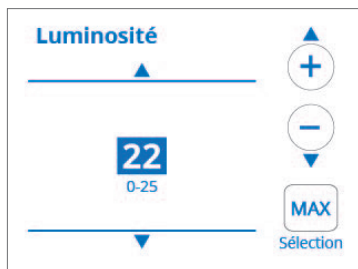 Luminosité
+
22
0-25
−
MAX
Sélection